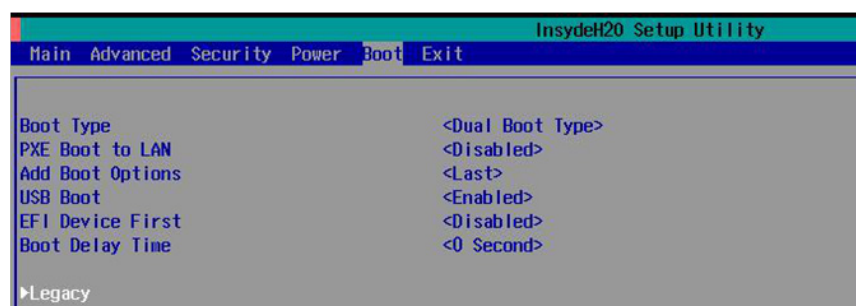 InsydeH20 Setup Utility
Main Advanced Security Power Boot Exit
Boot Type <Dual Boot Type>
PXE Boot to LAN <Disabled>
Add Boot Options <Last>
USB Boot <Enabled>
EFI Device First <Disabled>
Boot Delay Time <0 Second>
▶Legacy